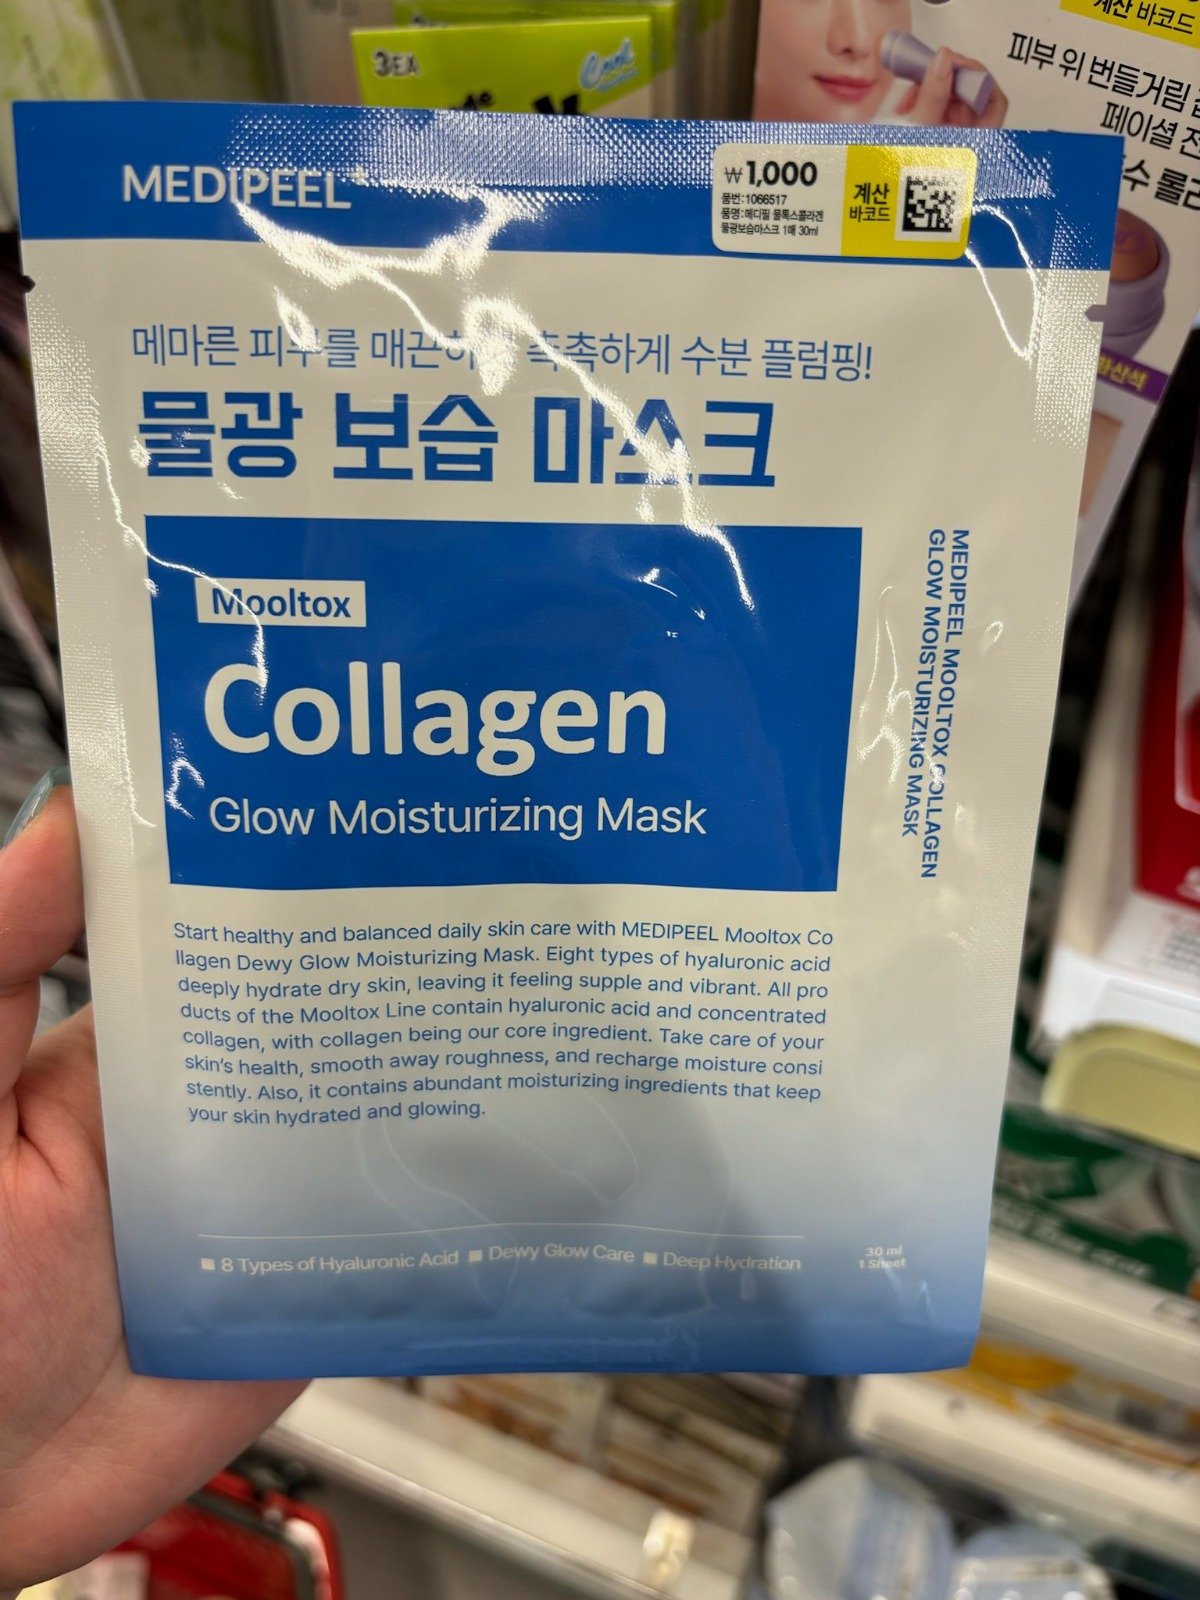 3EX
Cool
계산 바코드
피부 위 번들거림
페이셜 전
수 롤러
화산석
MEDIPEEL+
₩1,000
품번:1066517
품명:메디필 물톡스콜라겐
물광보습마스크 1매 30ml
계산
바코드
메마른 피부를 매끈하 촉촉하게 수분 플럼핑!
물광 보습 마스크
Mooltox
Collagen
Glow Moisturizing Mask
MEDIPEEL MOOLTOX COLLAGEN
GLOW MOISTURIZING MASK
Start healthy and balanced daily skin care with MEDIPEEL Mooltox Co
llagen Dewy Glow Moisturizing Mask. Eight types of hyaluronic acid
deeply hydrate dry skin, leaving it feeling supple and vibrant. All pro
ducts of the Mooltox Line contain hyaluronic acid and concentrated
collagen, with collagen being our core ingredient. Take care of your
skin's health, smooth away roughness, and recharge moisture consi
stently. Also, it contains abundant moisturizing ingredients that keep
your skin hydrated and glowing.
■ 8 Types of Hyaluronic Acid ■ Dewy Glow Care ■ Deep Hydration
30 ml
1 Sheet